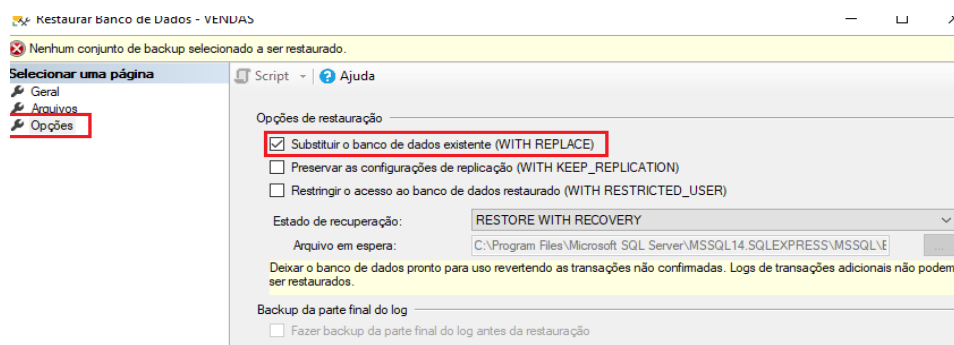 Restaurar Banco de Dados - VENDAS
Nenhum conjunto de backup selecionado a ser restaurado.
Selecionar uma página
Geral
Arquivos
Opções
Script
Ajuda
Opções de restauração
Substituir o banco de dados existente (WITH REPLACE)
Preservar as configurações de replicação (WITH KEEP_REPLICATION)
Restringir o acesso ao banco de dados restaurado (WITH RESTRICTED_USER)
Estado de recuperação: RESTORE WITH RECOVERY
Arquivo em espera: C:\Program Files\Microsoft SQL Server\MSSQL14.SQLEXPRESS\MSSQL\E
...
Deixar o banco de dados pronto para uso revertendo as transações não confirmadas. Logs de transações adicionais não podem
ser restaurados.
Backup da parte final do log
Fazer backup da parte final do log antes da restauração